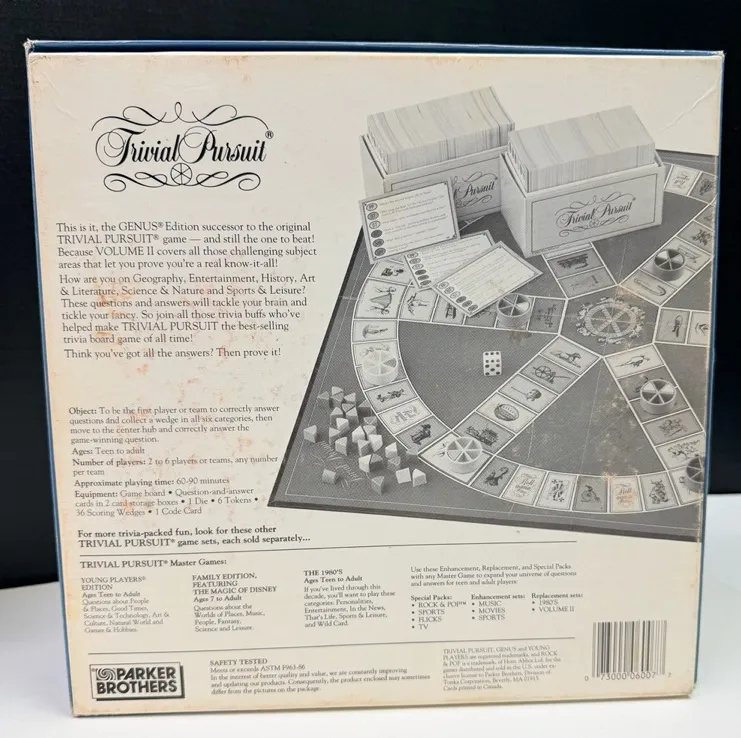 Trivial Pursuit®
This is it, the GENUS® Edition successor to the original
TRIVIAL PURSUIT® game — and still the one to beat!
Because VOLUME II covers all those challenging subject
areas that let you prove you're a real know-it-all!
How are you on Geography, Entertainment, History, Art
& Literature, Science & Nature and Sports & Leisure?
These questions and answers will tackle your brain and
tickle your fancy. So join all those trivia buffs who've
helped make TRIVIAL PURSUIT the best-selling
trivia board game of all time!
Think you've got all the answers? Then prove it!
Object: To be the first player or team to correctly answer
questions and collect a wedge in all six categories, then
move to the center hub and correctly answer the
game-winning question.
Ages: Teen to adult
Number of players: 2 to 6 players or teams, any number
per team
Approximate playing time: 60-90 minutes
Equipment: Game board • Question-and-answer
cards in 2 card storage boxes • 1 Die • 6 Tokens •
36 Scoring Wedges • 1 Code Card
Trivial Pursuit
Pursuit
For more trivia-packed fun, look for these other
TRIVIAL PURSUIT® game sets, each sold separately...
TRIVIAL PURSUIT® Master Games:
YOUNG PLAYERS®
EDITION
Ages Teen to Adult
Questions about People
& Places, Good Times,
Science & Technology, Art &
Culture, Natural World and
Games & Hobbies.
FAMILY EDITION,
FEATURING
THE MAGIC OF DISNEY
Ages 7 to Adult
Questions about the
Worlds of Places, Music,
People, Fantasy,
Science and Leisure.
THE 1980'S
Ages Teen to Adult
If you've lived through this
decade, you'll want to play these
categories: Personalities,
Entertainment, In the News,
That's Life, Sports & Leisure,
and Wild Card.
Use these Enhancement, Replacement, and Special Packs
with any Master Game to expand your universe of questions
and answers for teen and adult players:
Special Packs:
• ROCK & POP™
• SPORTS
• FLICKS
• TV
Enhancement sets:
• MUSIC
• MOVIES
• SPORTS
Replacement sets:
• 1980'S
• VOLUME II
PARKER
BROTHERS
SAFETY TESTED
Meets or exceeds ASTM F963-86
In the interest of better quality and value, we are constantly improving
and updating our products. Consequently, the product enclosed may sometimes
differ from the pictures on the package.
TRIVIAL PURSUIT, GENUS and YOUNG
PLAYERS are registered trademarks, and ROCK
& POP is a trademark, of Horn Abbot Ltd. for the
games distributed and sold in the U.S. under ex-
clusive license to Parker Brothers, Division of
Tonka Corporation, Beverly, MA 01915.
Cards printed in Canada.
0 73000 06007 7